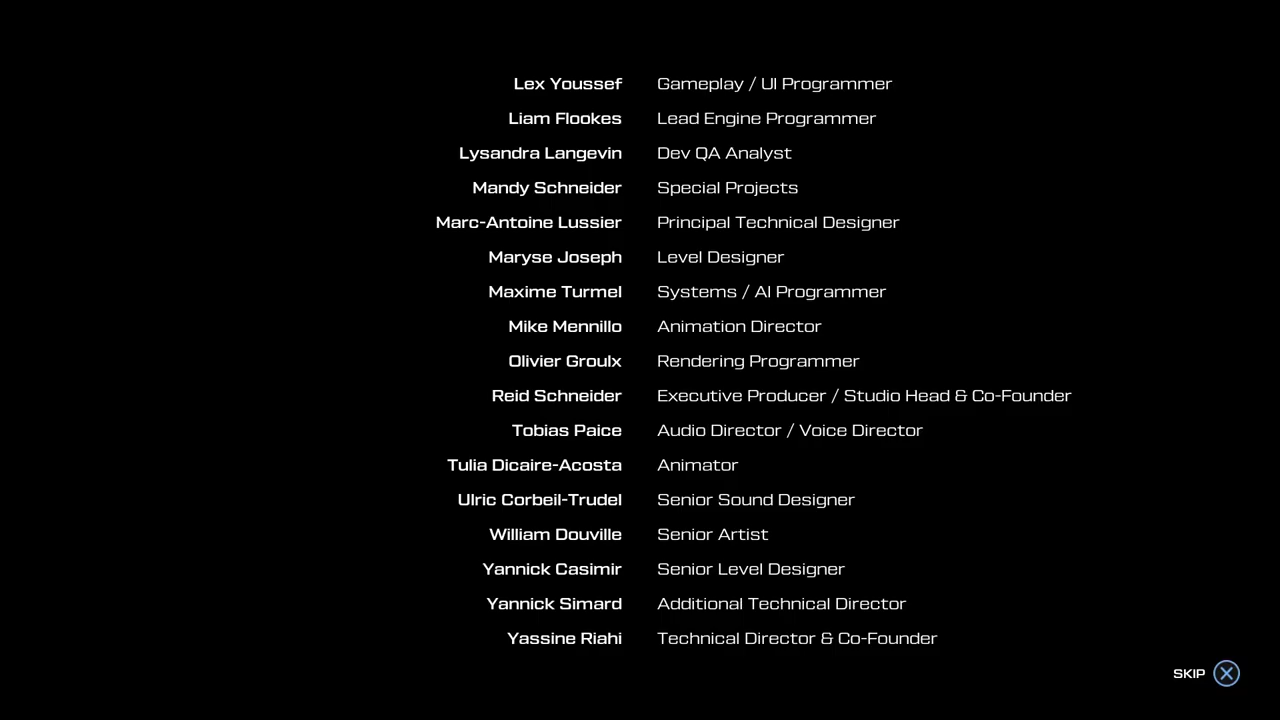 Lex Youssef Gameplay / UI Programmer
Liam Flookes Lead Engine Programmer
Lysandra Langevin Dev QA Analyst
Mandy Schneider Special Projects
Marc-Antoine Lussier Principal Technical Designer
Maryse Joseph Level Designer
Maxime Turmel Systems / AI Programmer
Mike Mennillo Animation Director
Olivier Groulx Rendering Programmer
Reid Schneider Executive Producer / Studio Head & Co-Founder
Tobias Paice Audio Director / Voice Director
Tulia Dicaire-Acosta Animator
Ulric Corbeil-Trudel Senior Sound Designer
William Douville Senior Artist
Yannick Casimir Senior Level Designer
Yannick Simard Additional Technical Director
Yassine Riahi Technical Director & Co-Founder
SKIP